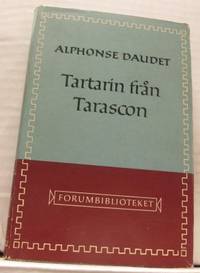 ALPHONSE DAUDET
Tartarin från
Tarascon
FORUMBIBLIOTEKET